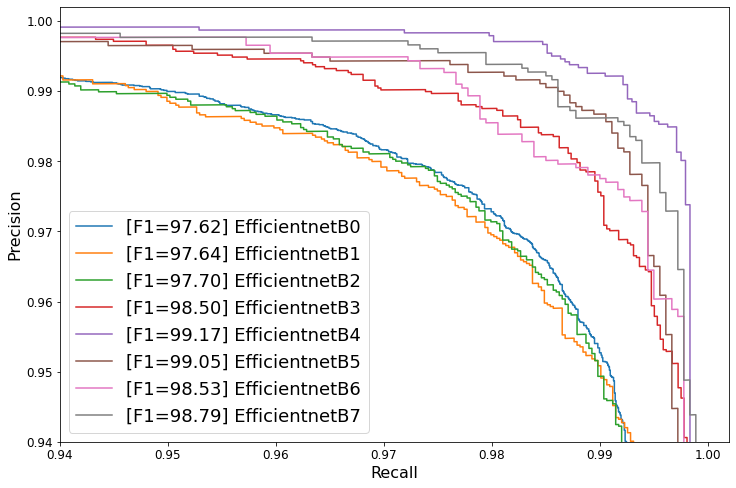 1.00
0.99
0.98
0.97
0.96
0.95
0.94
Precision
[F1=97.62] EfficientnetB0
[F1=97.64] EfficientnetB1
[F1=97.70] EfficientnetB2
[F1=98.50] EfficientnetB3
[F1=99.17] EfficientnetB4
[F1=99.05] EfficientnetB5
[F1=98.53] EfficientnetB6
[F1=98.79] EfficientnetB7
0.94 0.95 0.96 0.97 0.98 0.99 1.00
Recall